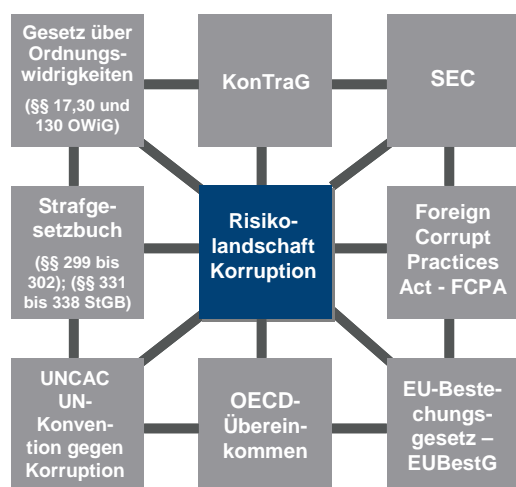 Gesetz über
Ordnungs-
widrigkeiten
(§§ 17,30 und
130 OWiG)
KonTraG
SEC
Strafge-
setzbuch
(§§ 299 bis
302); (§§ 331
bis 338 StGB)
Risiko-
landschaft
Korruption
Foreign
Corrupt
Practices
Act - FCPA
UNCAC
UN-
Konven-
tion gegen
Korruption
OECD-
Überein-
kommen
EU-Beste-
chungs-
gesetz –
EUBestG